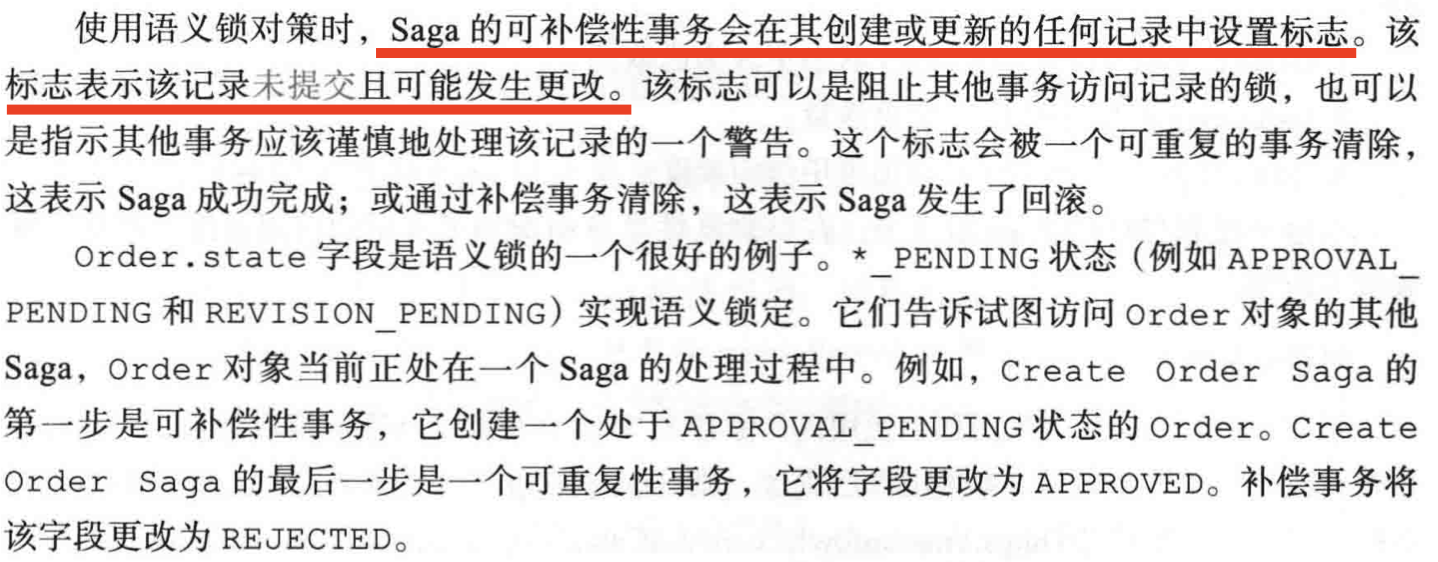 使用语义锁对策时，Saga 的可补偿性事务会在其创建或更新的任何记录中设置标志。该
标志表示该记录未提交且可能发生更改。该标志可以是阻止其他事务访问记录的锁，也可以
是指示其他事务应该谨慎地处理该记录的一个警告。这个标志会被一个可重复的事务清除，
这表示 Saga 成功完成；或通过补偿事务清除，这表示 Saga 发生了回滚。
Order.state 字段是语义锁的一个很好的例子。*_PENDING 状态（例如 APPROVAL_
PENDING 和 REVISION_PENDING）实现语义锁定。它们告诉试图访问 Order 对象的其他
Saga，Order 对象当前正处在一个 Saga 的处理过程中。例如，Create Order Saga 的
第一步是可补偿性事务，它创建一个处于 APPROVAL_PENDING 状态的 Order。Create
Order Saga 的最后一步是一个可重复性事务，它将字段更改为 APPROVED。补偿事务将
该字段更改为 REJECTED。